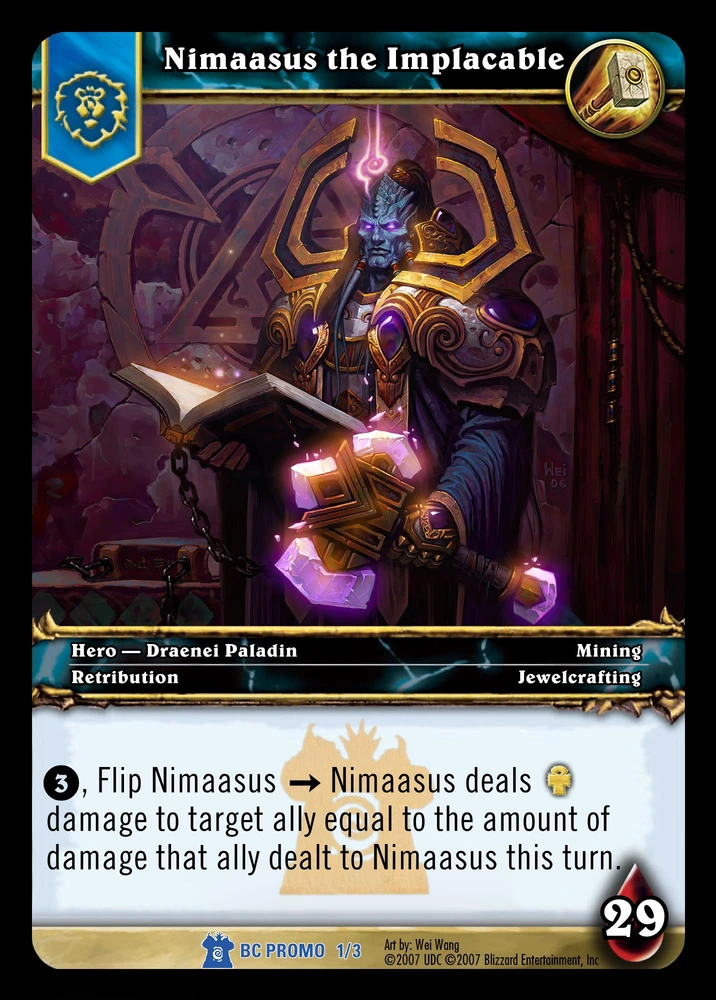 Nimaasus the Implacable
WEI
06
Hero — Draenei Paladin Mining
Retribution Jewelcrafting
3, Flip Nimaasus → Nimaasus deals
damage to target ally equal to the amount of
damage that ally dealt to Nimaasus this turn.
29
BC PROMO 1/3
Art by: Wei Wang
©2007 UDC ©2007 Blizzard Entertainment, Inc